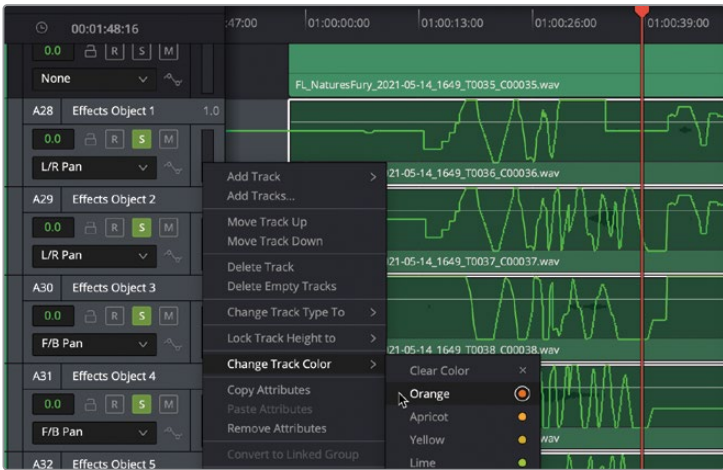 00:01:48:16
47:00
01:00:00:00
01:00:13:00
01:00:26:00
01:00:39:00
0.0 R S M
None
FL_NaturesFury_2021-05-14_1649_T0035_C00035.wav
A28 Effects Object 1 1.0
0.0 R S M
L/R Pan
21-05-14_1649_T0036_C00036.wav
A29 Effects Object 2
0.0 R S M
L/R Pan
21-05-14_1649_T0037_C00037.wav
A30 Effects Object 3
0.0 R S M
F/B Pan
21-05-14_1649_T0038_C00038.wav
A31 Effects Object 4
0.0 R S M
F/B Pan
wav
A32 Effects Object 5
Add Track >
Add Tracks...
Move Track Up
Move Track Down
Delete Track
Delete Empty Tracks
Change Track Type To >
Lock Track Height to >
Change Track Color >
Copy Attributes
Paste Attributes
Remove Attributes
Convert to Linked Group
Clear Color ×
Orange
Apricot
Yellow
Lime